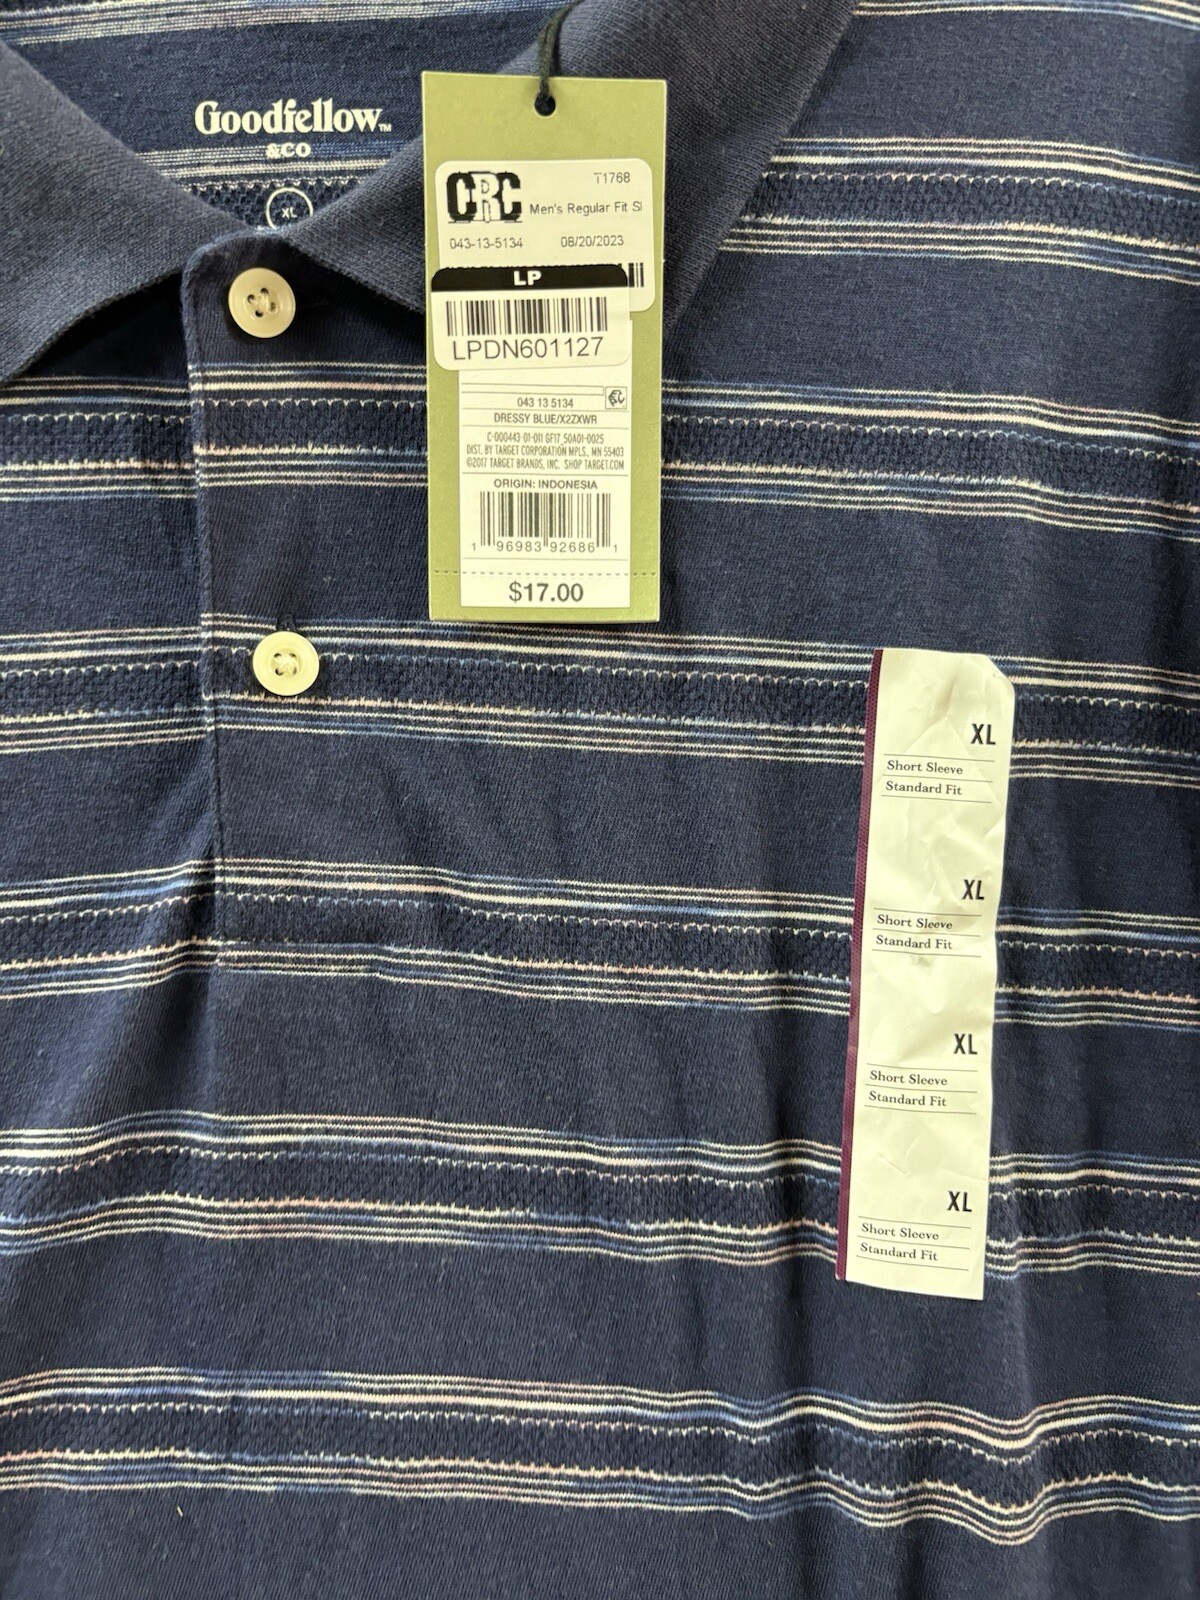 Goodfellow™
&CO
XL
CRC
T1768
Men's Regular Fit
043-13-5134 08/20/2023
LP
LPDN601127
043 13 5134
DRESSY BLUE/X2ZXWR
C-000443-01-011 GF17_50A01-0025
DIST. BY TARGET CORPORATION MPLS., MN 55403
©2017 TARGET BRANDS, INC. SHOP TARGET.COM
ORIGIN: INDONESIA
1 96983 92686 1
$17.00
XL
Short Sleeve
Standard Fit
XL
Short Sleeve
Standard Fit
XL
Short Sleeve
Standard Fit
XL
Short Sleeve
Standard Fit